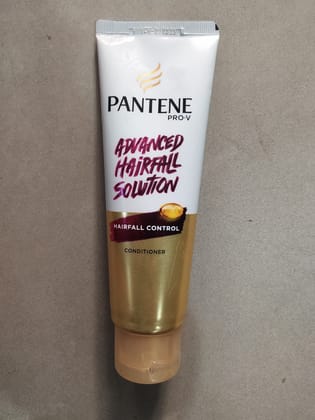 PANTENE
PRO-V
ADVANCED
HAIRFALL
SOLUTION
HAIRFALL CONTROL
CONDITIONER